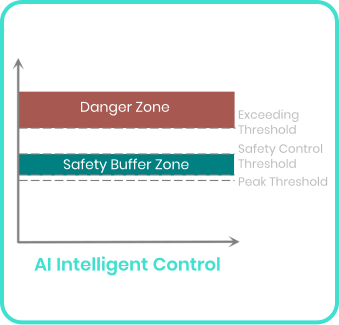 Danger Zone
Exceeding
Threshold
Safety Control
Threshold
Safety Buffer Zone
Peak Threshold
AI Intelligent Control